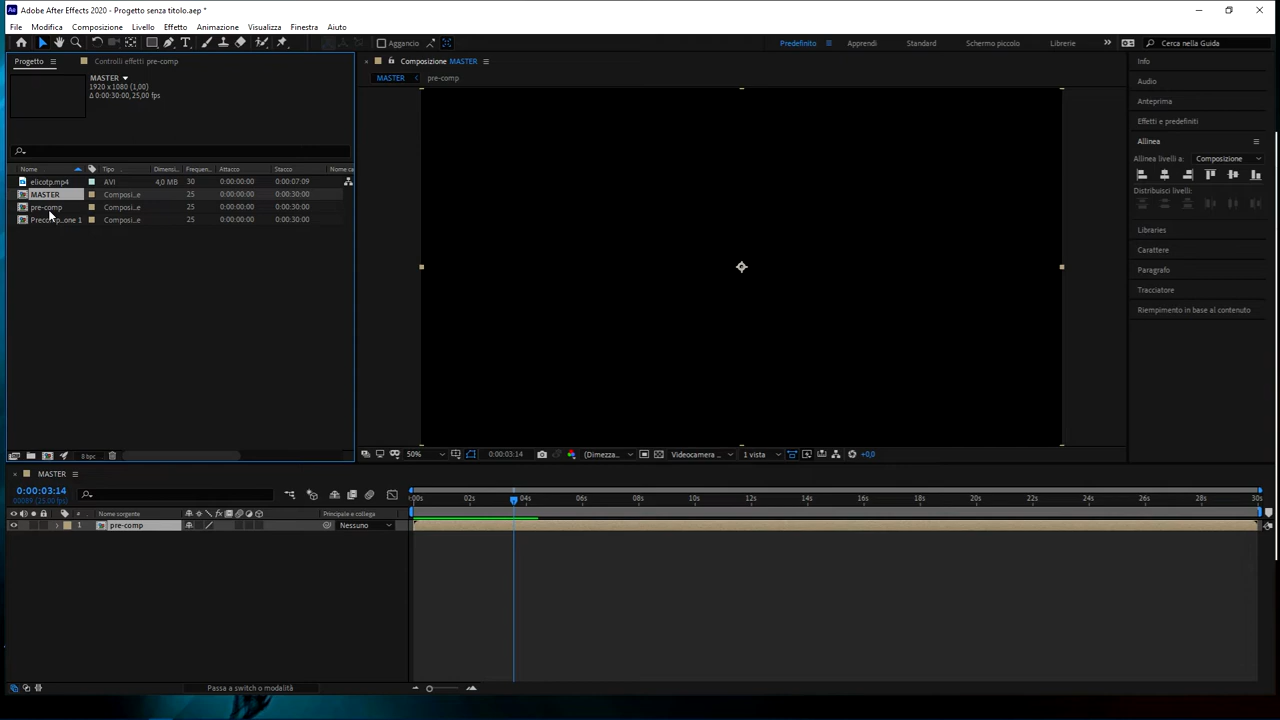 Adobe After Effects 2020 - Progetto senza titolo.aep *
File Modifica Composizione Livello Effetto Animazione Visualizza Finestra Aiuto
Aggancio
Predefinito Apprendi Standard Schermo piccolo Librerie Cerca nella Guida
Progetto Controlli effetti pre-comp
MASTER
1920 x 1080 (1,00)
Δ 0:00:30:00, 25,00 fps
Nome Tipo Dimensi... Frequen... Attacco Stacco Nome ca
elicotp.mp4 AVI 4,0 MB 30 0:00:00:00 0:00:07:09
MASTER Composi...e 25 0:00:00:00 0:00:30:00
pre-comp Composi...e 25 0:00:00:00 0:00:30:00
Precomp...one 1 Composi...e 25 0:00:00:00 0:00:30:00
8 bpc
Composizione MASTER
MASTER pre-comp
50% 0:00:03:14 (Dimezza... Videocamera ... 1 vista +0,0
Info
Audio
Anteprima
Effetti e predefiniti
Allinea
Allinea livelli a: Composizione
Distribuisci livelli:
Libraries
Carattere
Paragrafo
Tracciatore
Riempimento in base al contenuto
MASTER
0:00:03:14
00089 (25.00 fps)
# Nome sorgente Principale e collega
1 pre-comp Nessuno
:00s 02s 04s 06s 08s 10s 12s 14s 16s 18s 20s 22s 24s 26s 28s 30s
Passa a switch o modalità